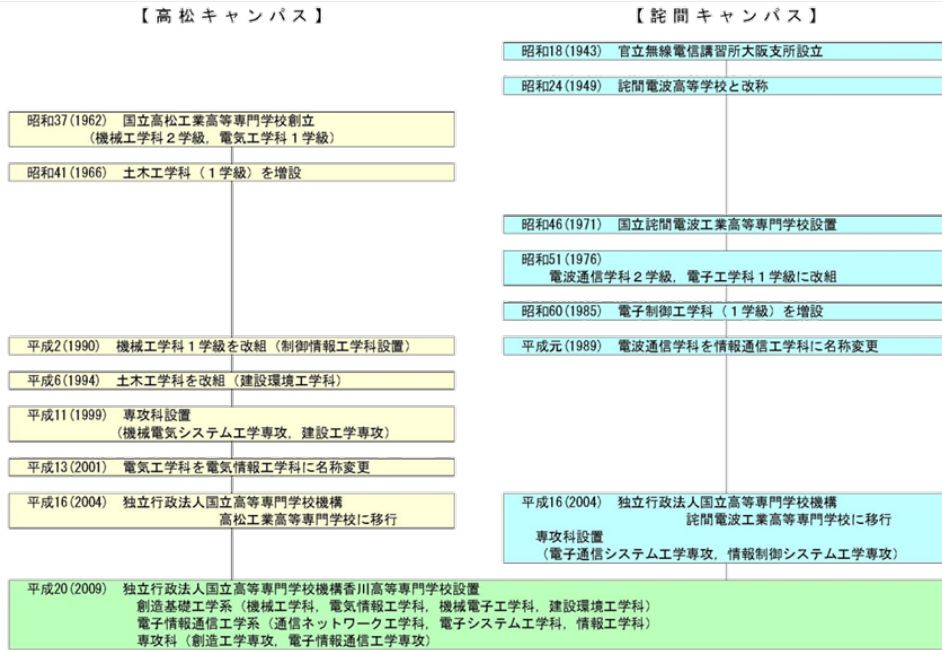 【高松キャンパス】
昭和37(1962) 国立高松工業高等専門学校創立
(機械工学科2学級, 電気工学科1学級)
昭和41(1966) 土木工学科(1学級)を増設
平成2(1990) 機械工学科1学級を改組(制御情報工学科設置)
平成6(1994) 土木工学科を改組(建設環境工学科)
平成11(1999) 専攻科設置
(機械電気システム工学専攻, 建設工学専攻)
平成13(2001) 電気工学科を電気情報工学科に名称変更
平成16(2004) 独立行政法人国立高等専門学校機構
高松工業高等専門学校に移行
【詫間キャンパス】
昭和18(1943) 官立無線電信講習所大阪支所設立
昭和24(1949) 詫間電波高等学校と改称
昭和46(1971) 国立詫間電波工業高等専門学校設置
昭和51(1976)
電波通信学科2学級, 電子工学科1学級に改組
昭和60(1985) 電子制御工学科(1学級)を増設
平成元(1989) 電波通信学科を情報通信工学科に名称変更
平成16(2004) 独立行政法人国立高等専門学校機構
詫間電波工業高等専門学校に移行
専攻科設置
(電子通信システム工学専攻, 情報制御システム工学専攻)
平成20(2009) 独立行政法人国立高等専門学校機構香川高等専門学校設置
創造基礎工学系(機械工学科, 電気情報工学科, 機械電子工学科, 建設環境工学科)
電子情報通信工学系(通信ネットワーク工学科, 電子システム工学科, 情報工学科)
専攻科(創造工学専攻, 電子情報通信工学専攻)